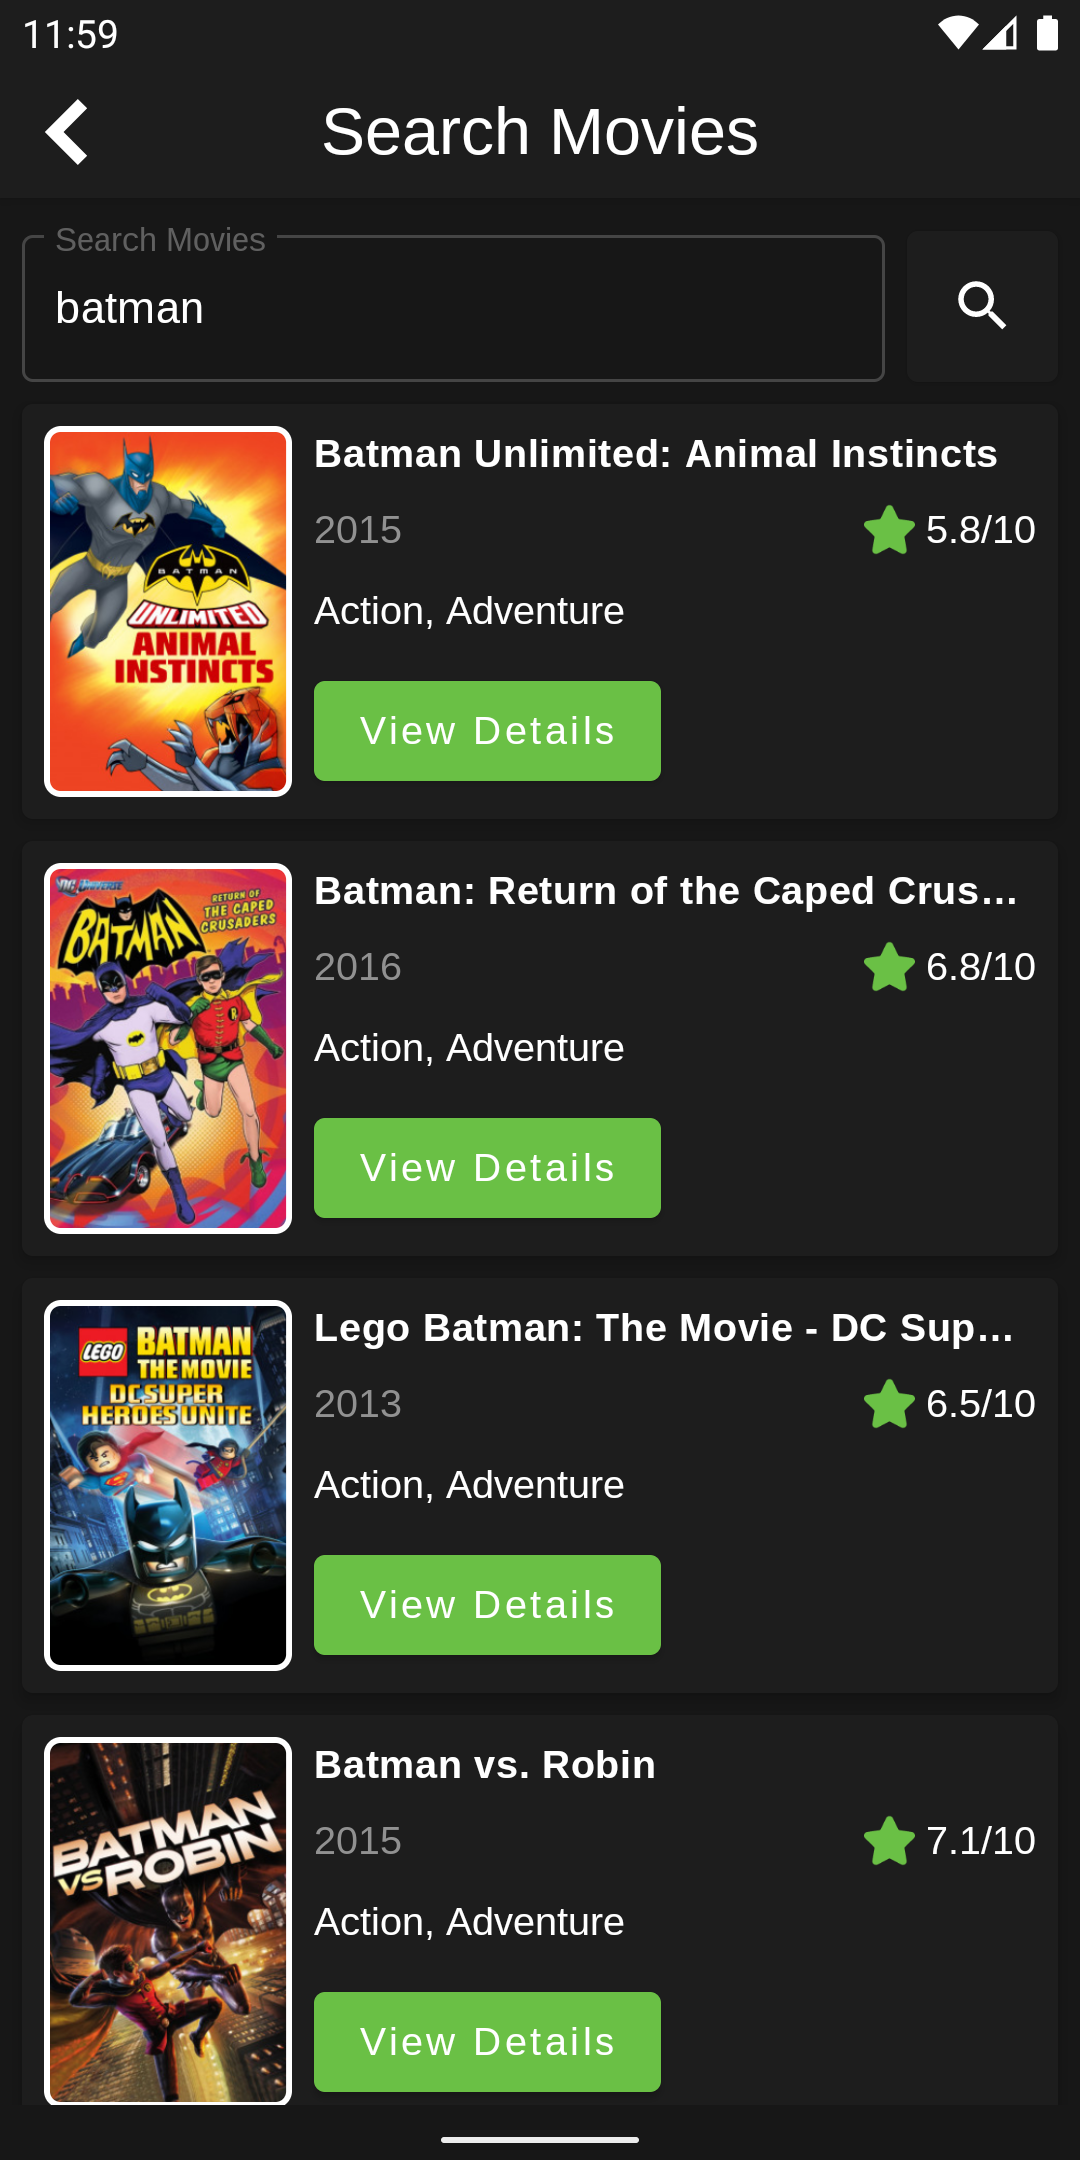 11:59
Search Movies
Search Movies
batman
BATMAN
UNLIMITED
ANIMAL
INSTINCTS
Batman Unlimited: Animal Instincts
2015
5.8/10
Action, Adventure
View Details
DC UNIVERSE
BATMAN
RETURN OF
THE CAPED
CRUSADERS
R
Batman: Return of the Caped Crus...
2016
6.8/10
Action, Adventure
View Details
LEGO
BATMAN
THE MOVIE
DC SUPER
HEROES UNITE
Lego Batman: The Movie - DC Sup...
2013
6.5/10
Action, Adventure
View Details
BATMAN
VS ROBIN
Batman vs. Robin
2015
7.1/10
Action, Adventure
View Details